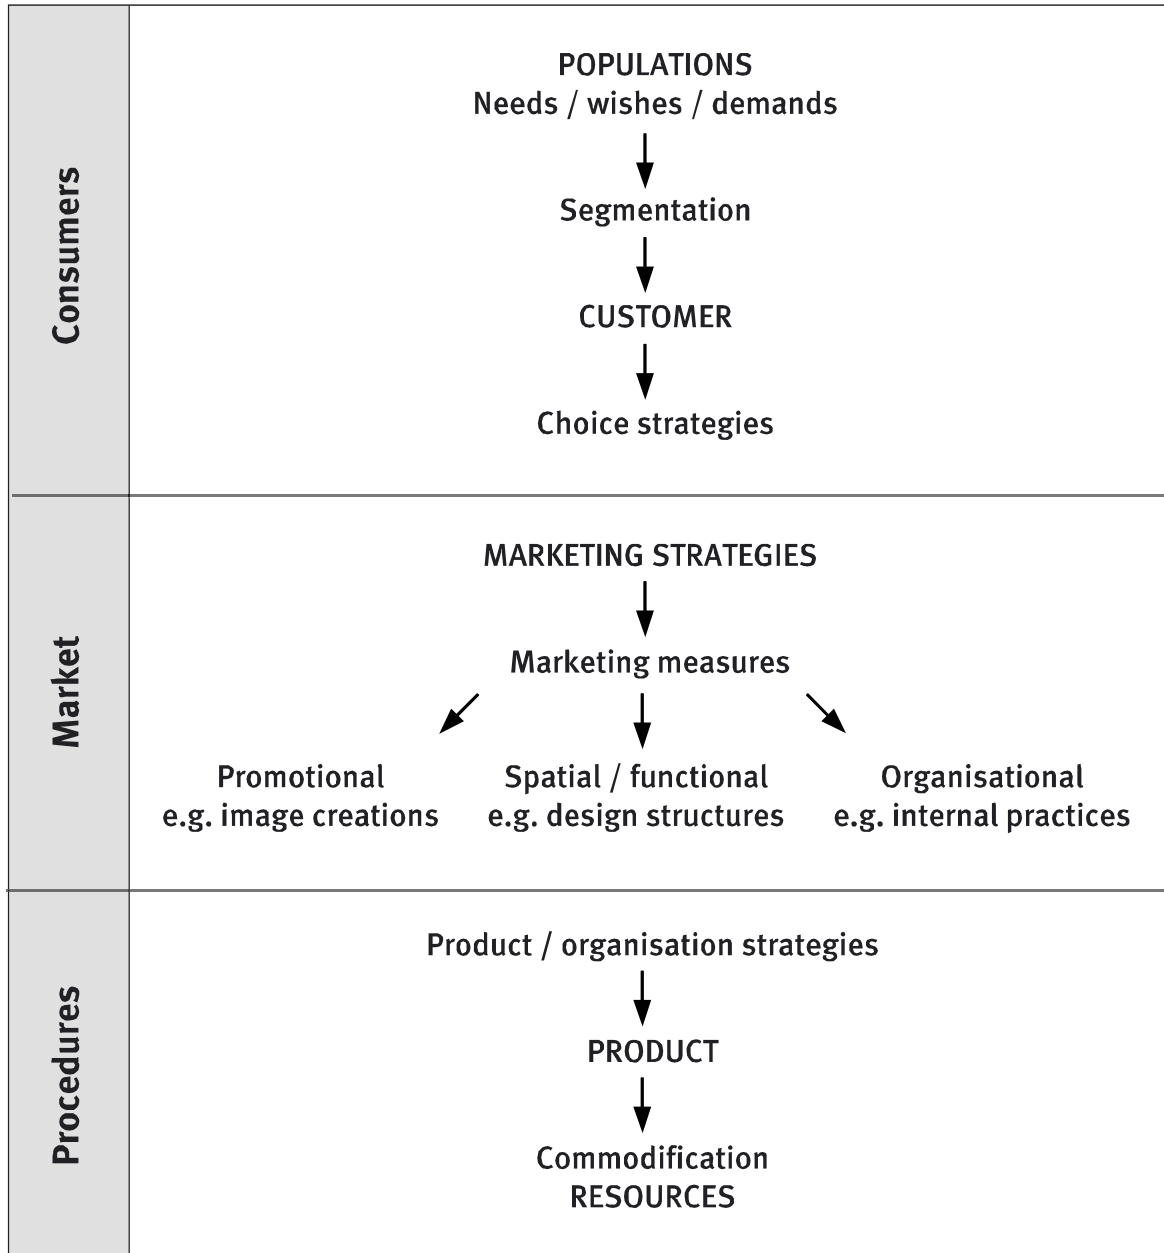 Consumers
POPULATIONS
Needs / wishes / demands
Segmentation
CUSTOMER
Choice strategies
Market
MARKETING STRATEGIES
Marketing measures
Promotional
e.g. image creations
Spatial / functional
e.g. design structures
Organisational
e.g. internal practices
Procedures
Product / organisation strategies
PRODUCT
Commodification
RESOURCES